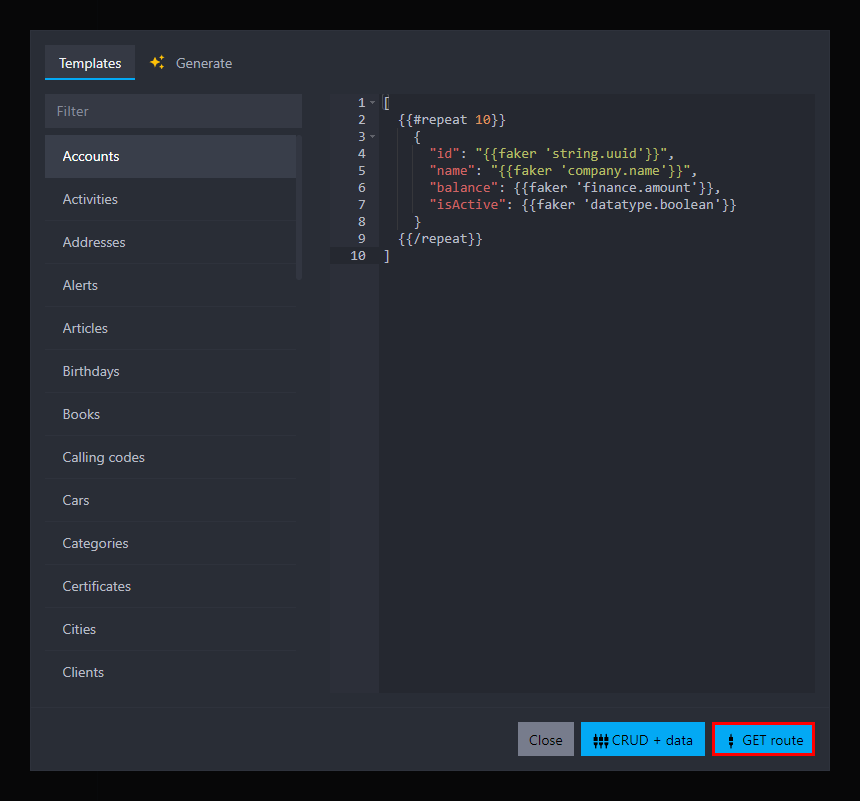 Templates
Generate
Filter
Accounts
Activities
Addresses
Alerts
Articles
Birthdays
Books
Calling codes
Cars
Categories
Certificates
Cities
Clients
1 [
2 {{#repeat 10}}
3 {
4 "id": "{{faker 'string.uuid'}}",
5 "name": "{{faker 'company.name'}}",
6 "balance": {{faker 'finance.amount'}},
7 "isActive": {{faker 'datatype.boolean'}}
8 }
9 {{/repeat}}
10 ]
Close
CRUD + data
GET route